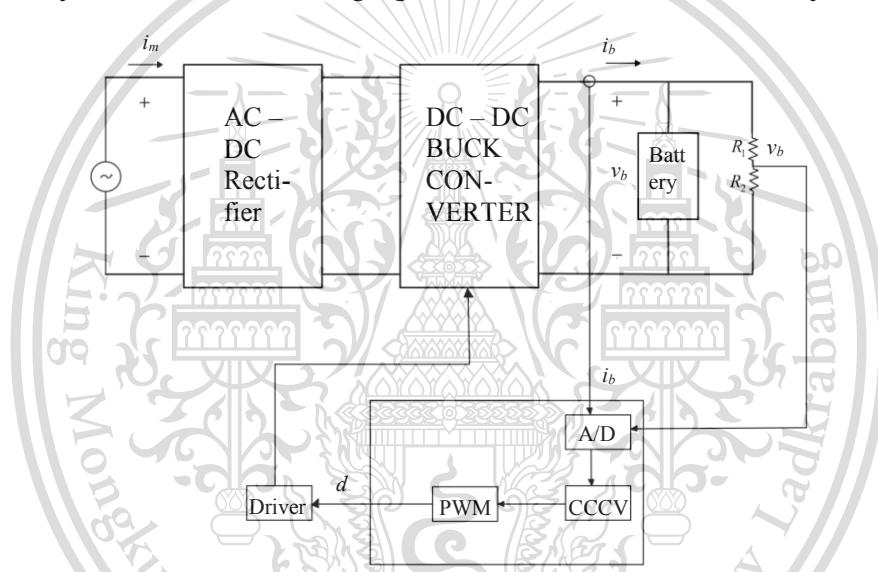 i_m
i_b
+
+
AC –
DC
Recti-
fier
DC – DC
BUCK
CON-
VERTER
v_b
Batt
ery
R_1
v_b
R_2
~
–
–
i_b
A/D
CCCV
PWM
d
Driver
King Mongku
y Ladkrabang